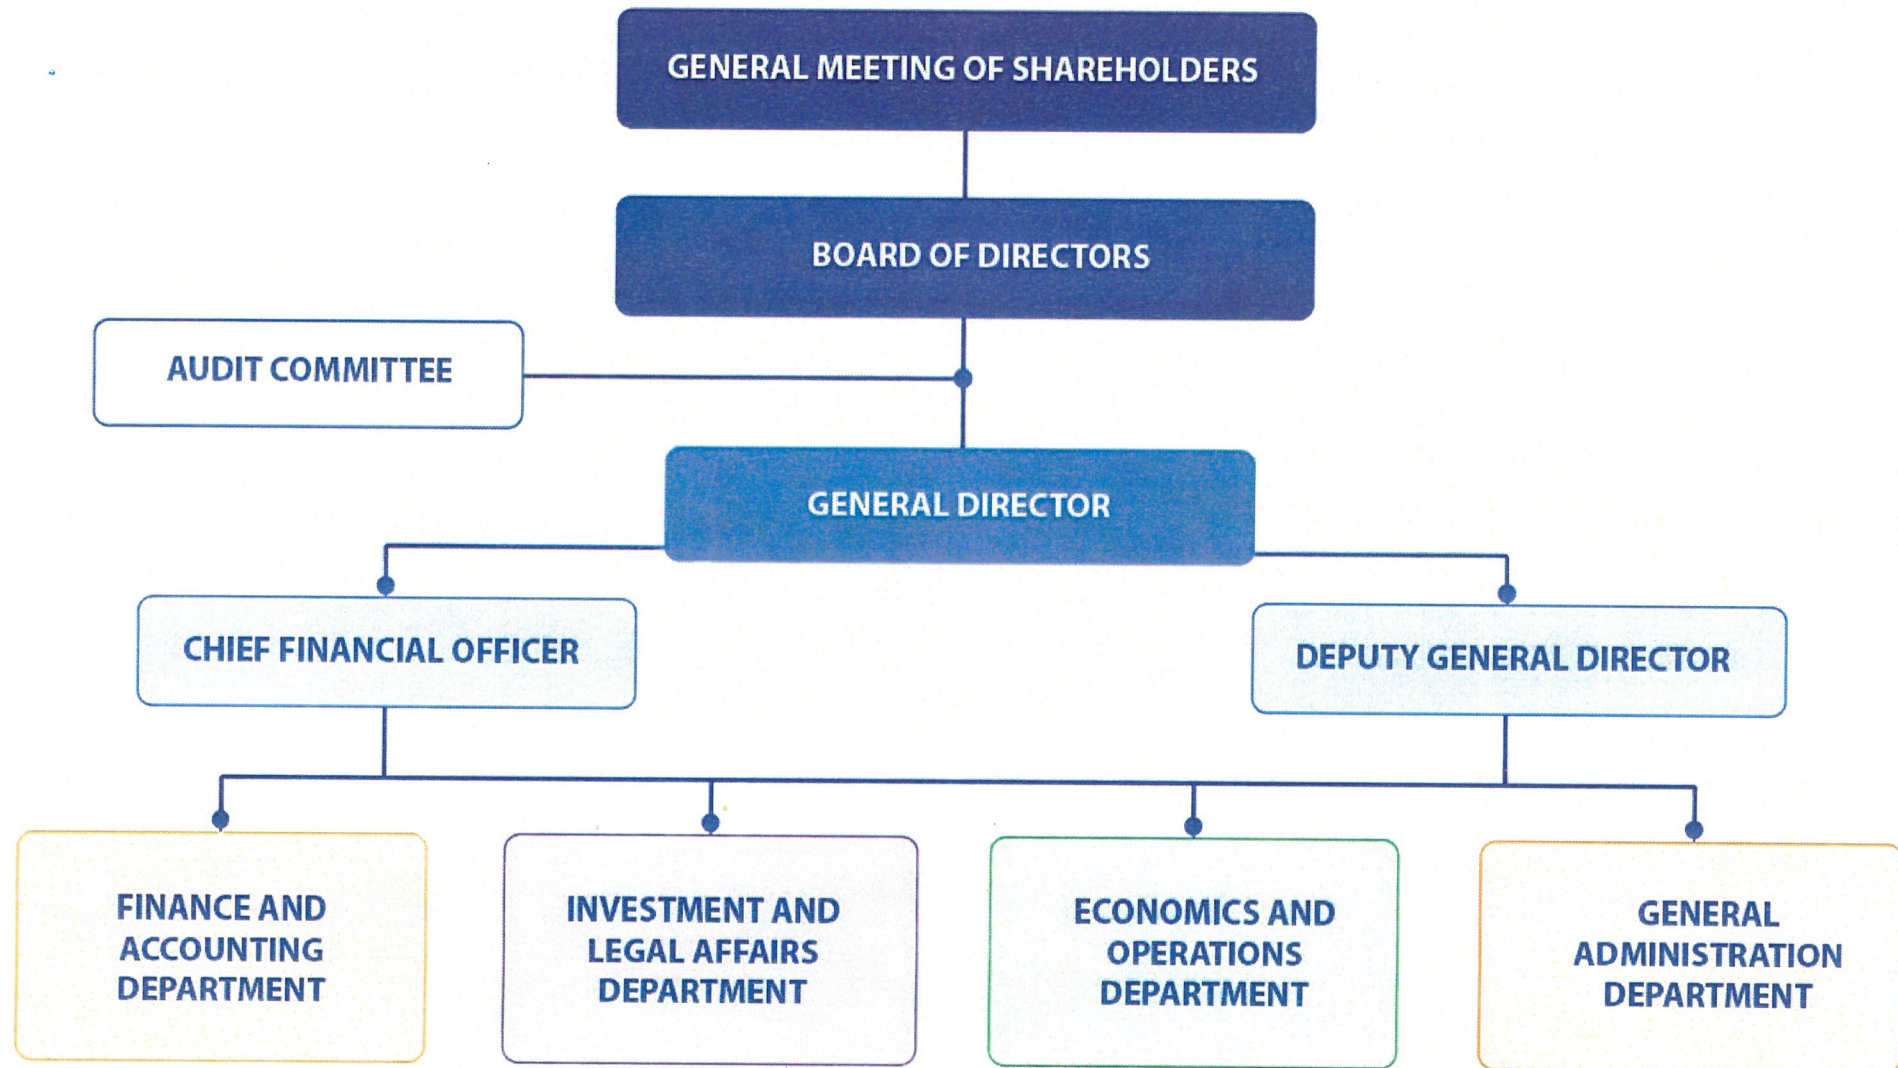 GENERAL MEETING OF SHAREHOLDERS
BOARD OF DIRECTORS
AUDIT COMMITTEE
GENERAL DIRECTOR
CHIEF FINANCIAL OFFICER
DEPUTY GENERAL DIRECTOR
FINANCE AND
ACCOUNTING
DEPARTMENT
INVESTMENT AND
LEGAL AFFAIRS
DEPARTMENT
ECONOMICS AND
OPERATIONS
DEPARTMENT
GENERAL
ADMINISTRATION
DEPARTMENT